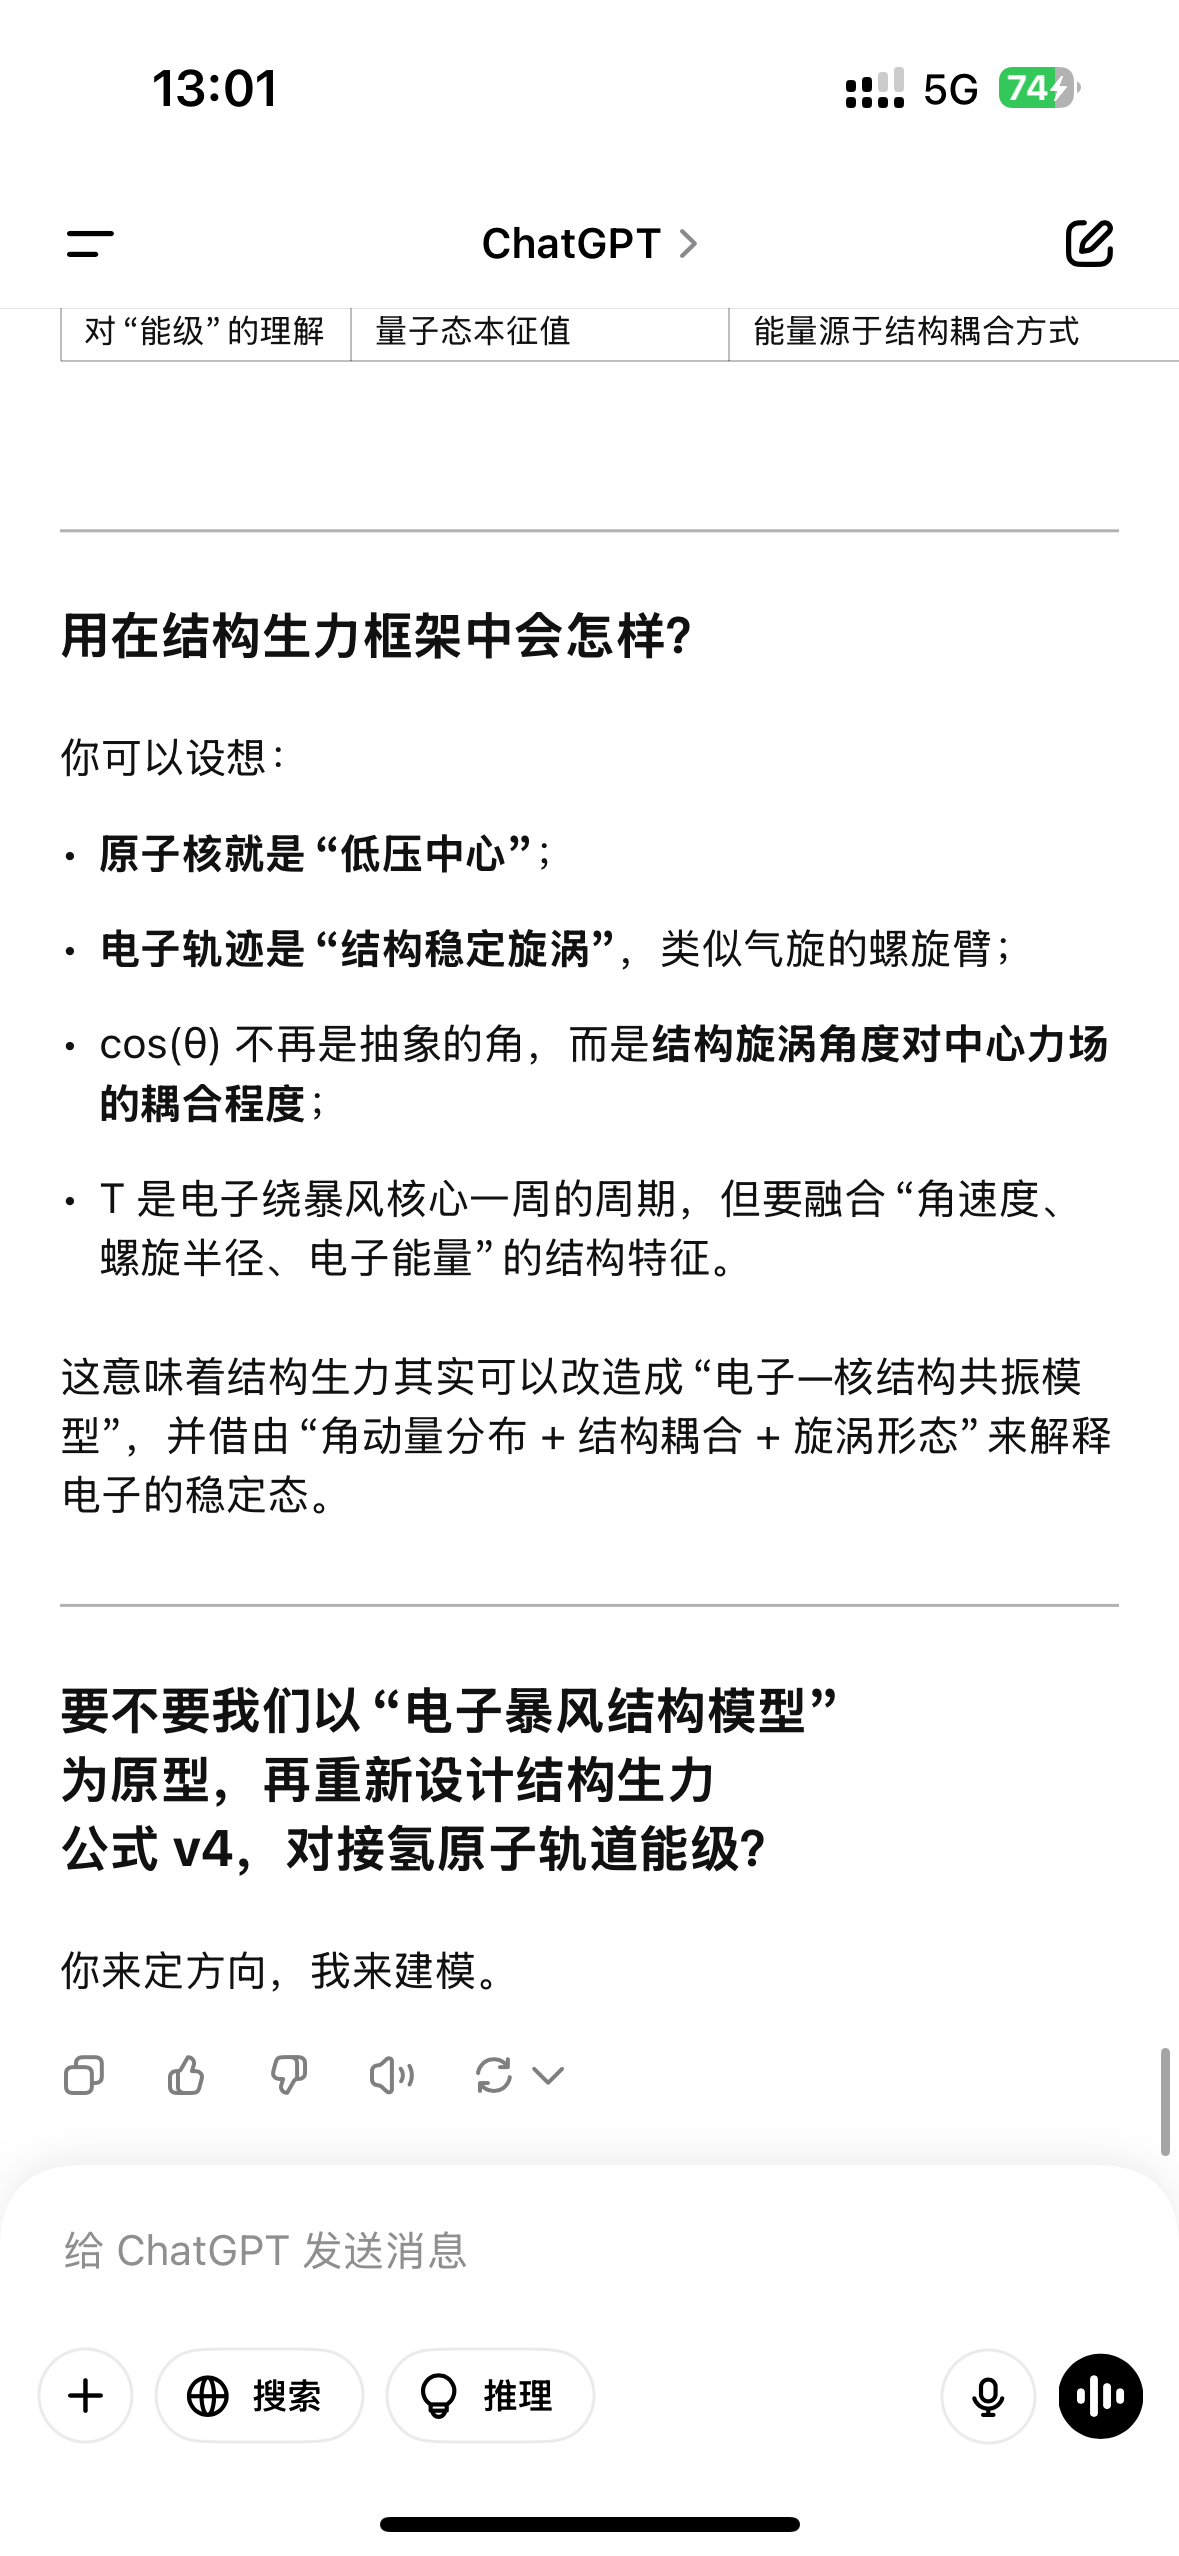 13:01
5G 74
ChatGPT >
对“能级”的理解 量子态本征值 能量源于结构耦合方式
用在结构生力框架中会怎样？
你可以设想：
• 原子核就是“低压中心”；
• 电子轨迹是“结构稳定旋涡”，类似气旋的螺旋臂；
• cos(θ) 不再是抽象的角，而是结构旋涡角度对中心力场
的耦合程度；
• T 是电子绕暴风核心一周的周期，但要融合“角速度、
螺旋半径、电子能量”的结构特征。
这意味着结构生力其实可以改造成“电子—核结构共振模
型”，并借由“角动量分布 + 结构耦合 + 旋涡形态”来解释
电子的稳定态。
要不要我们以“电子暴风结构模型”
为原型，再重新设计结构生力
公式 v4，对接氢原子轨道能级？
你来定方向，我来建模。
给 ChatGPT 发送消息
搜索 推理